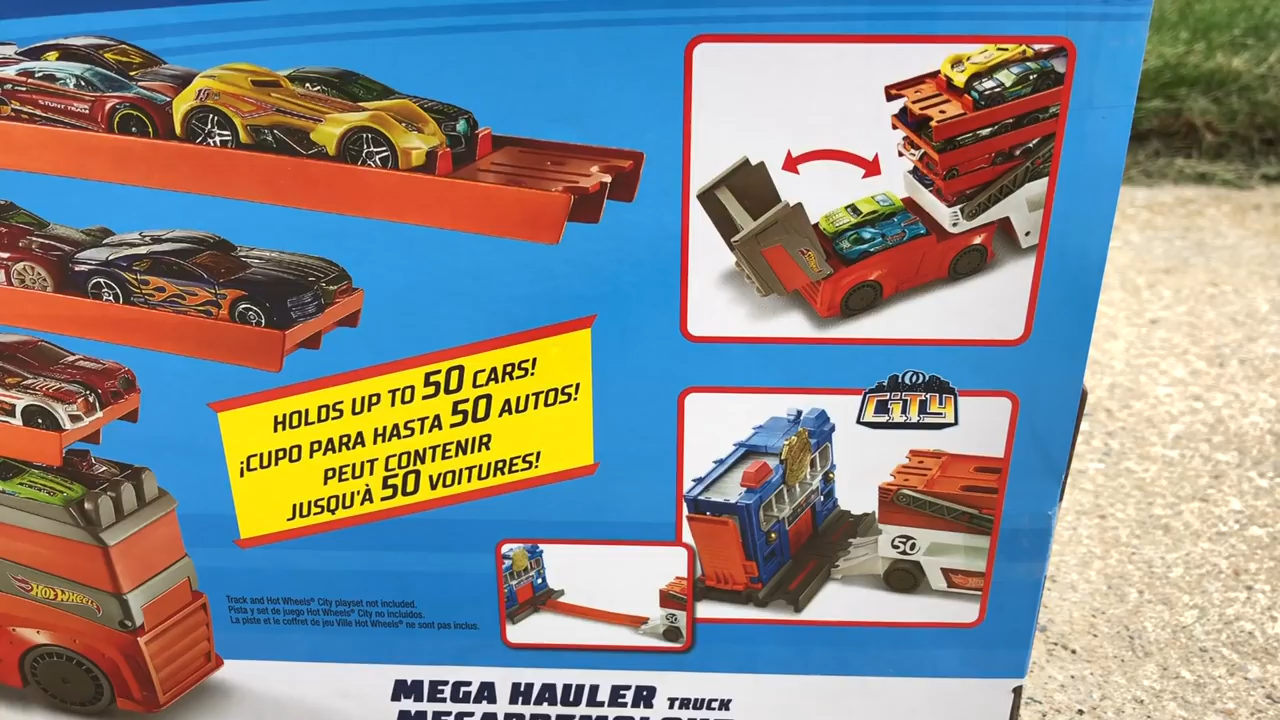 STUNT TEAM
CITY
HOLDS UP TO 50 CARS!
¡CUPO PARA HASTA 50 AUTOS!
PEUT CONTENIR
JUSQU'À 50 VOITURES!
50
50
HOT WHEELS
Track and Hot Wheels® City playset not included.
Pista y set de juego Hot Wheels® City no incluidos.
La piste et le coffret de jeu Ville Hot Wheels® ne sont pas inclus.
MEGA HAULER TRUCK